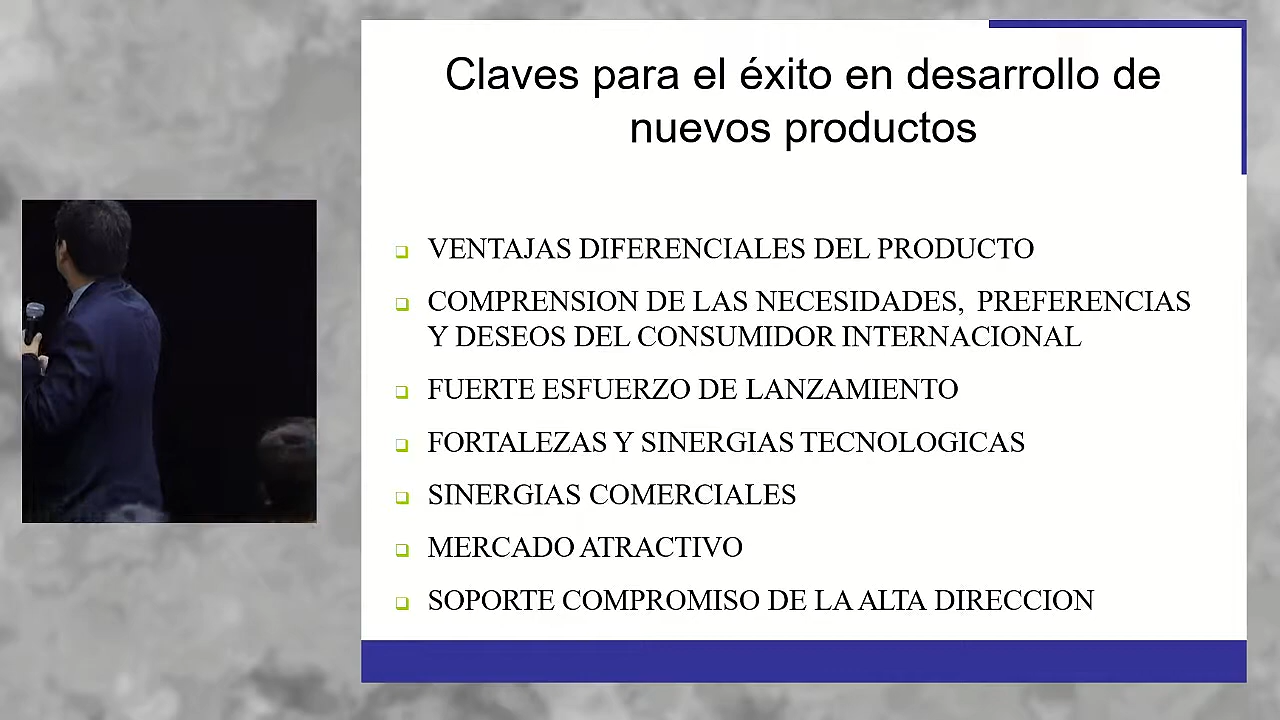 Claves para el éxito en desarrollo de
nuevos productos
VENTAJAS DIFERENCIALES DEL PRODUCTO
COMPRENSION DE LAS NECESIDADES, PREFERENCIAS
Y DESEOS DEL CONSUMIDOR INTERNACIONAL
FUERTE ESFUERZO DE LANZAMIENTO
FORTALEZAS Y SINERGIAS TECNOLOGICAS
SINERGIAS COMERCIALES
MERCADO ATRACTIVO
SOPORTE COMPROMISO DE LA ALTA DIRECCION